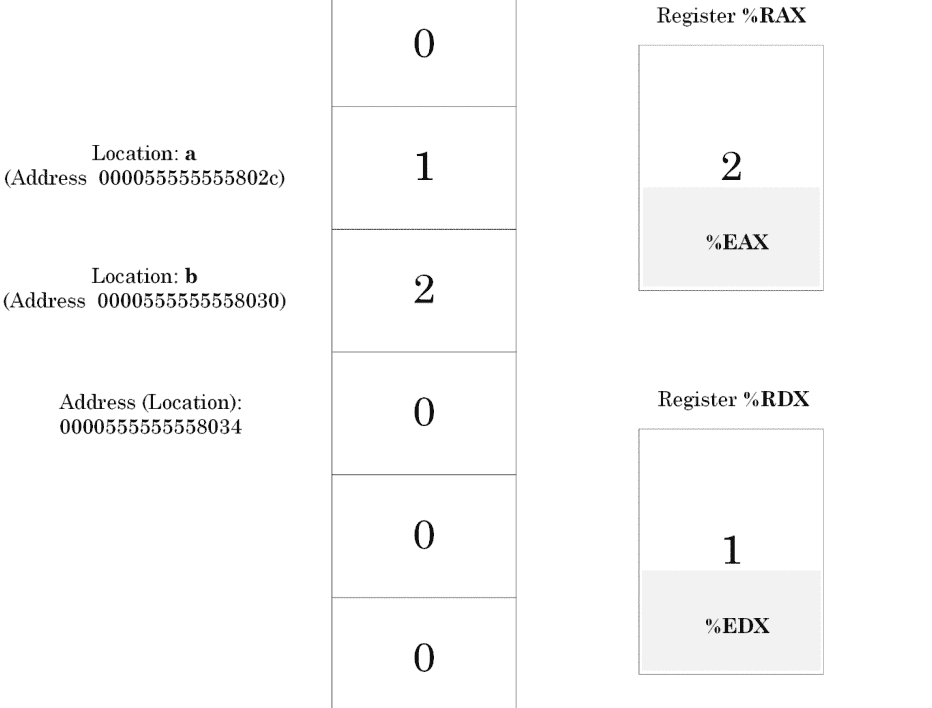 Register %RAX
0
Location: a
(Address 000055555555802c)
1
2
%EAX
Location: b
(Address 0000555555558030)
2
Address (Location):
0000555555558034
0
Register %RDX
0
1
%EDX
0